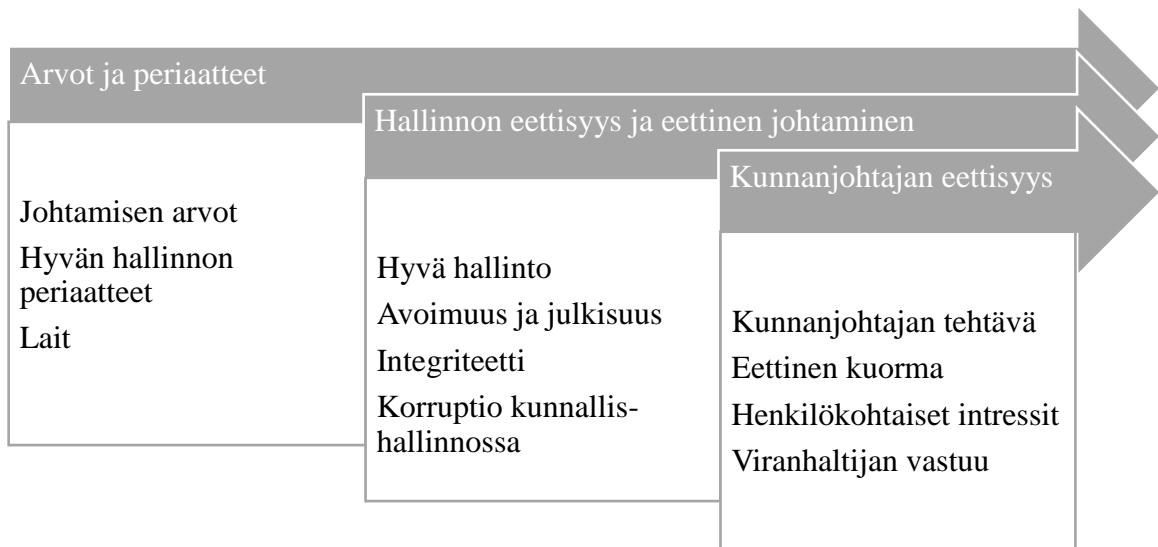 Arvot ja periaatteet
Johtamisen arvot
Hyvän hallinnon
periaatteet
Lait
Hallinnon eettisyys ja eettinen johtaminen
Hyvä hallinto
Avoimuus ja julkisuus
Integriteetti
Korruptio kunnallis-
hallinnossa
Kunnanjohtajan eettisyys
Kunnanjohtajan tehtävä
Eettinen kuorma
Henkilökohtaiset intressit
Viranhaltijan vastuu